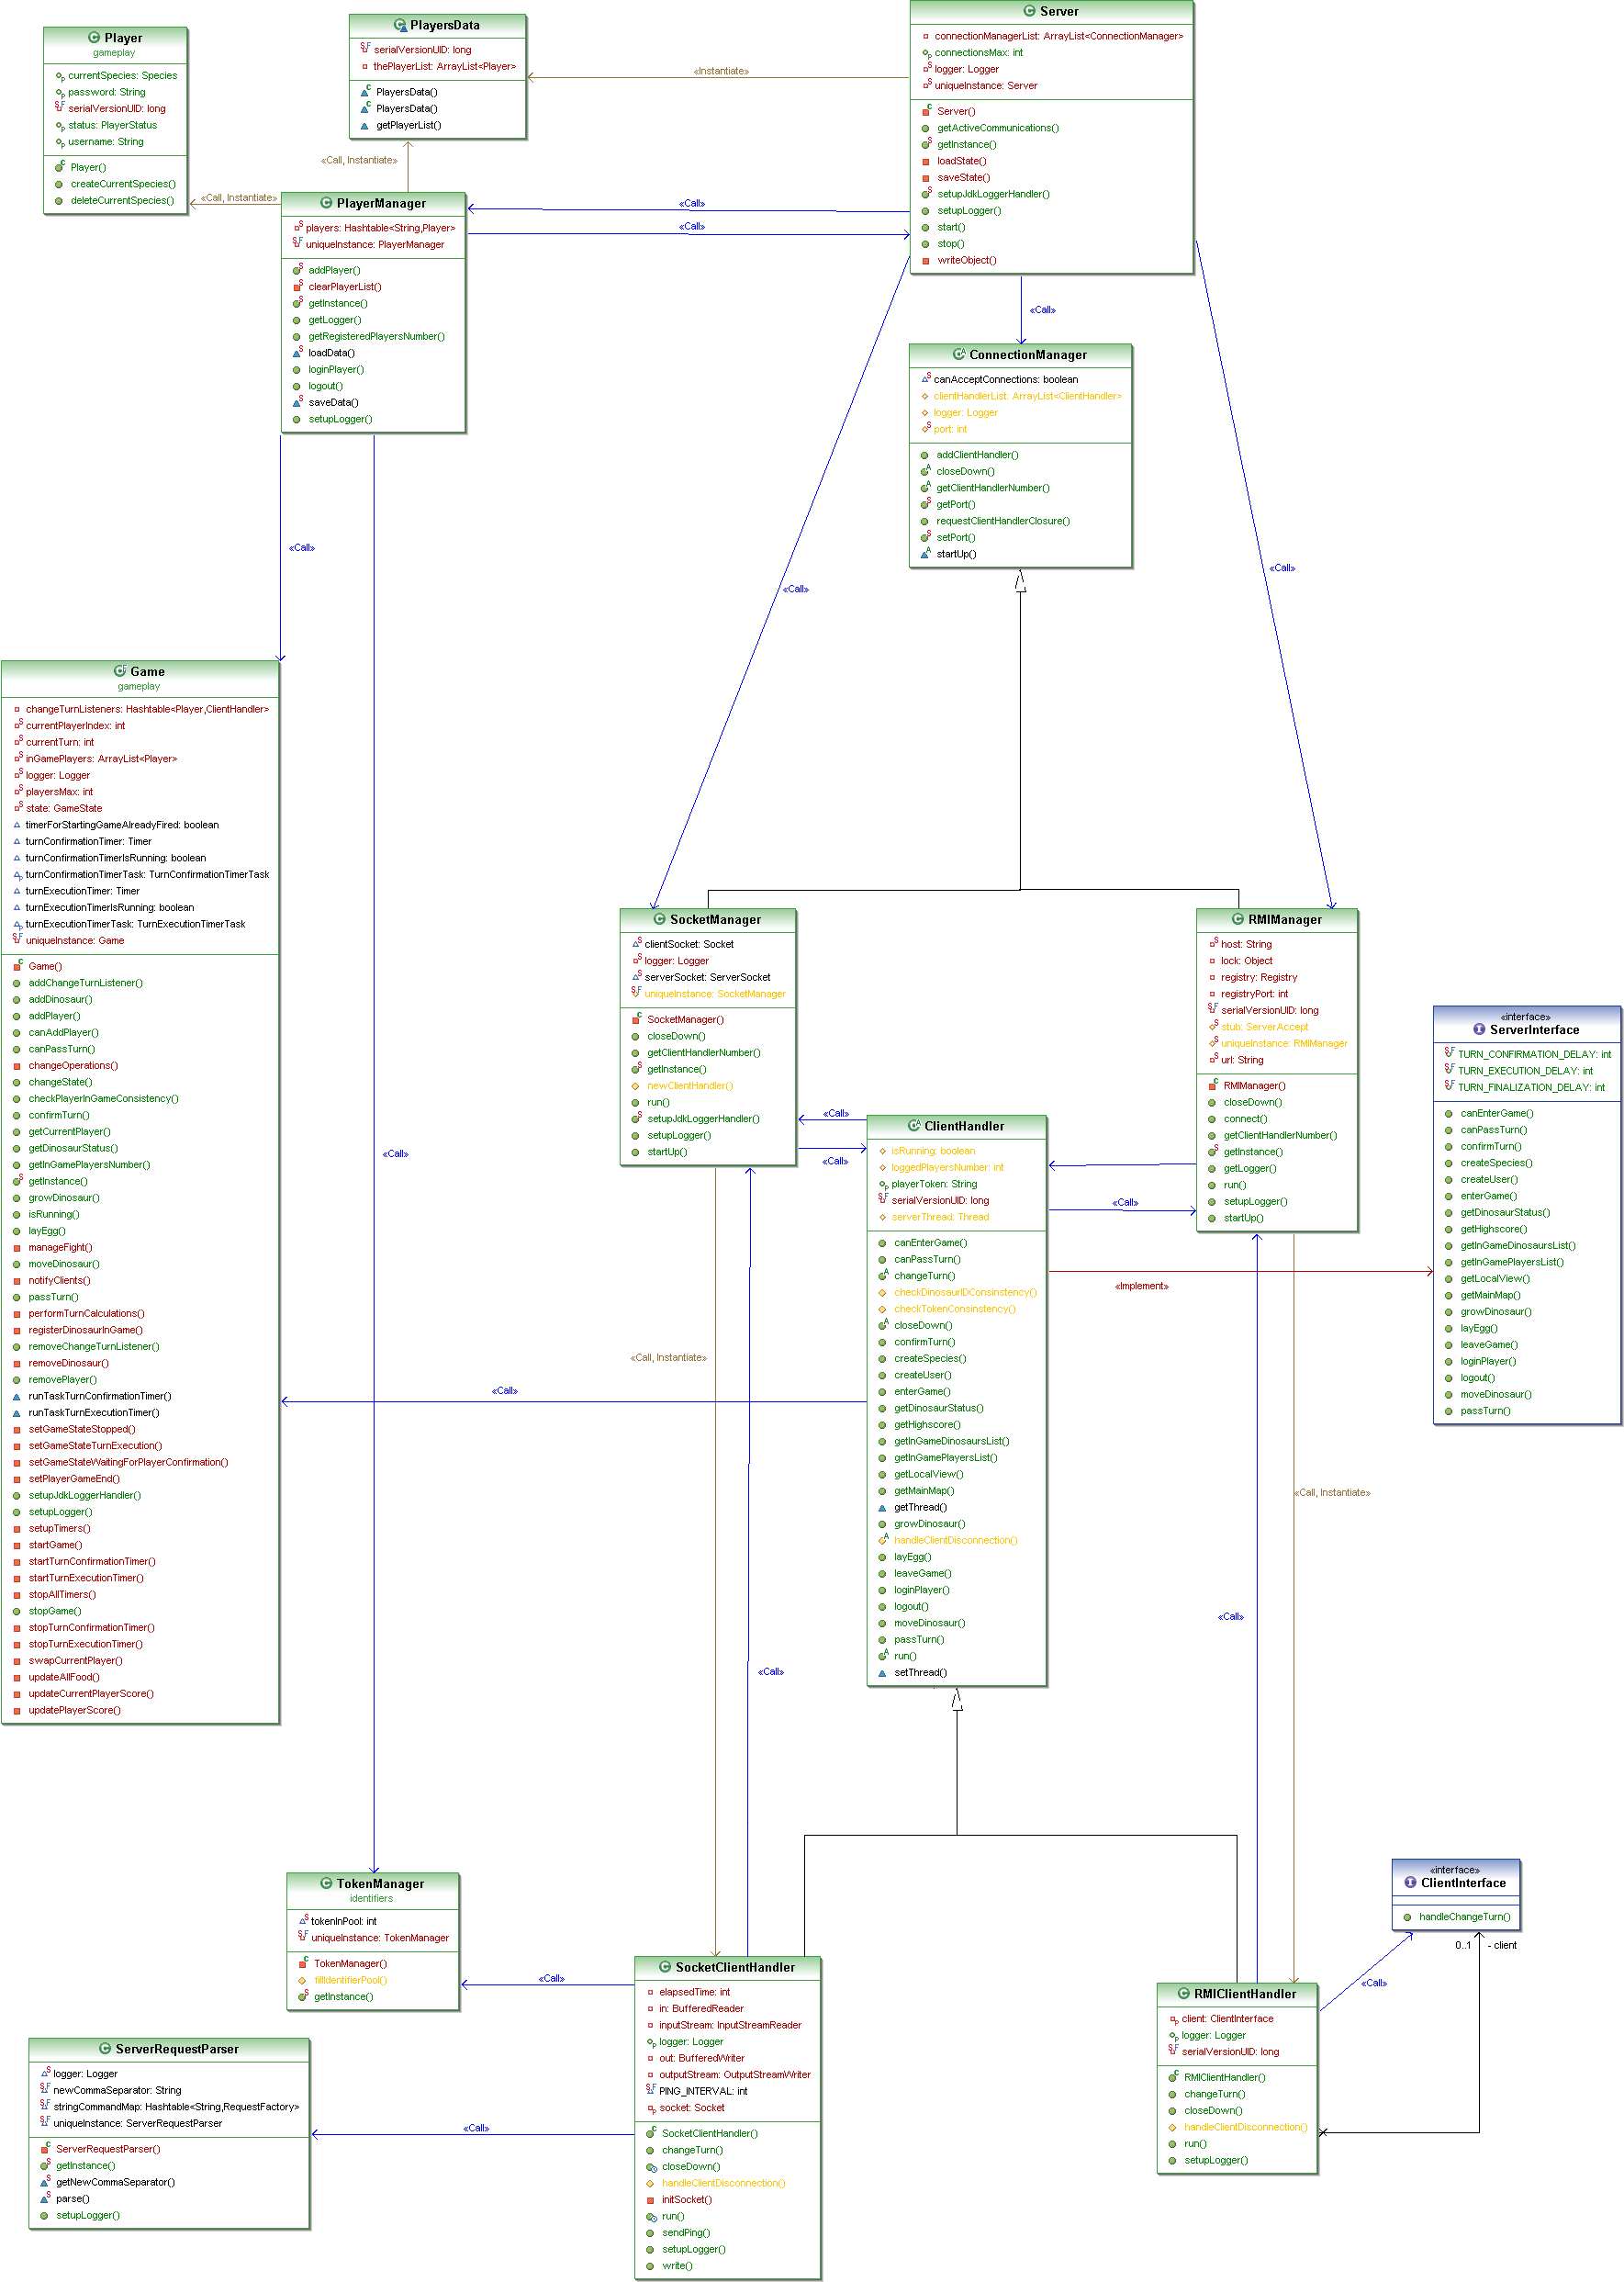 Player
gameplay
currentSpecies: Species
password: String
serialVersionUID: long
status: PlayerStatus
username: String
Player()
createCurrentSpecies()
deleteCurrentSpecies()
PlayersData
serialVersionUID: long
thePlayerList: ArrayList<Player>
PlayersData()
PlayersData()
getPlayerList()
«Instantiate»
Server
connectionManagerList: ArrayList<ConnectionManager>
connectionsMax: int
logger: Logger
uniqueInstance: Server
Server()
getActiveCommunications()
getInstance()
loadState()
saveState()
setupJdkLoggerHandler()
setupLogger()
start()
stop()
writeObject()
«Call, Instantiate»
«Call, Instantiate»
PlayerManager
players: Hashtable<String,Player>
uniqueInstance: PlayerManager
addPlayer()
clearPlayerList()
getInstance()
getLogger()
getRegisteredPlayersNumber()
loadData()
loginPlayer()
logout()
saveData()
setupLogger()
«Call»
«Call»
«Call»
ConnectionManager
canAcceptConnections: boolean
clientHandlerList: ArrayList<ClientHandler>
logger: Logger
port: int
addClientHandler()
closeDown()
getClientHandlerNumber()
getPort()
requestClientHandlerClosure()
setPort()
startUp()
«Call»
«Call»
«Call»
Game
gameplay
changeTurnListeners: Hashtable<Player,ClientHandler>
currentPlayerIndex: int
currentTurn: int
inGamePlayers: ArrayList<Player>
logger: Logger
playersMax: int
state: GameState
timerForStartingGameAlreadyFired: boolean
turnConfirmationTimer: Timer
turnConfirmationTimerIsRunning: boolean
turnConfirmationTimerTask: TurnConfirmationTimerTask
turnExecutionTimer: Timer
turnExecutionTimerIsRunning: boolean
turnExecutionTimerTask: TurnExecutionTimerTask
uniqueInstance: Game
Game()
addChangeTurnListener()
addDinosaur()
addPlayer()
canAddPlayer()
canPassTurn()
changeOperations()
changeState()
checkPlayerInGameConsistency()
confirmTurn()
getCurrentPlayer()
getDinosaurStatus()
getInGamePlayersNumber()
getInstance()
growDinosaur()
isRunning()
layEgg()
manageFight()
moveDinosaur()
notifyClients()
passTurn()
performTurnCalculations()
registerDinosaurInGame()
removeChangeTurnListener()
removeDinosaur()
removePlayer()
runTaskTurnConfirmationTimer()
runTaskTurnExecutionTimer()
setGameStateStopped()
setGameStateTurnExecution()
setGameStateWaitingForPlayerConfirmation()
setPlayerGameEnd()
setupJdkLoggerHandler()
setupLogger()
setupTimers()
startGame()
startTurnConfirmationTimer()
startTurnExecutionTimer()
stopAllTimers()
stopGame()
stopTurnConfirmationTimer()
stopTurnExecutionTimer()
swapCurrentPlayer()
updateAllFood()
updateCurrentPlayerScore()
updatePlayerScore()
«Call»
SocketManager
clientSocket: Socket
logger: Logger
serverSocket: ServerSocket
uniqueInstance: SocketManager
SocketManager()
closeDown()
getClientHandlerNumber()
getInstance()
newClientHandler()
run()
setupJdkLoggerHandler()
setupLogger()
startUp()
«Call»
«Call»
RMIManager
host: String
lock: Object
registry: Registry
registryPort: int
serialVersionUID: long
stub: ServerAccept
uniqueInstance: RMIManager
url: String
RMIManager()
closeDown()
connect()
getClientHandlerNumber()
getInstance()
getLogger()
run()
setupLogger()
startUp()
«Call»
ClientHandler
isRunning: boolean
loggedPlayersNumber: int
playerToken: String
serialVersionUID: long
serverThread: Thread
canEnterGame()
canPassTurn()
changeTurn()
checkDinosaurIDConsinstency()
checkTokenConsinstency()
closeDown()
confirmTurn()
createSpecies()
createUser()
enterGame()
getDinosaurStatus()
getHighscore()
getInGameDinosaursList()
getInGamePlayersList()
getLocalView()
getMainMap()
getThread()
growDinosaur()
handleClientDisconnection()
layEgg()
leaveGame()
loginPlayer()
logout()
moveDinosaur()
passTurn()
run()
setThread()
«Implement»
«interface»
ServerInterface
TURN_CONFIRMATION_DELAY: int
TURN_EXECUTION_DELAY: int
TURN_FINALIZATION_DELAY: int
canEnterGame()
canPassTurn()
confirmTurn()
createSpecies()
createUser()
enterGame()
getDinosaurStatus()
getHighscore()
getInGameDinosaursList()
getInGamePlayersList()
getLocalView()
getMainMap()
growDinosaur()
layEgg()
leaveGame()
loginPlayer()
logout()
moveDinosaur()
passTurn()
«Call, Instantiate»
«Call»
«Call, Instantiate»
«Call»
«Call»
TokenManager
identifiers
tokenInPool: int
uniqueInstance: TokenManager
TokenManager()
fillIdentifierPool()
getInstance()
«Call»
SocketClientHandler
elapsedTime: int
in: BufferedReader
inputStream: InputStreamReader
logger: Logger
out: BufferedWriter
outputStream: OutputStreamWriter
PING_INTERVAL: int
socket: Socket
SocketClientHandler()
changeTurn()
closeDown()
handleClientDisconnection()
initSocket()
run()
sendPing()
setupLogger()
write()
«interface»
ClientInterface
handleChangeTurn()
0..1
- client
«Call»
RMIClientHandler
client: ClientInterface
logger: Logger
serialVersionUID: long
RMIClientHandler()
changeTurn()
closeDown()
handleClientDisconnection()
run()
setupLogger()
ServerRequestParser
logger: Logger
newCommaSeparator: String
stringCommandMap: Hashtable<String,RequestFactory>
uniqueInstance: ServerRequestParser
ServerRequestParser()
getInstance()
getNewCommaSeparator()
parse()
setupLogger()
«Call»